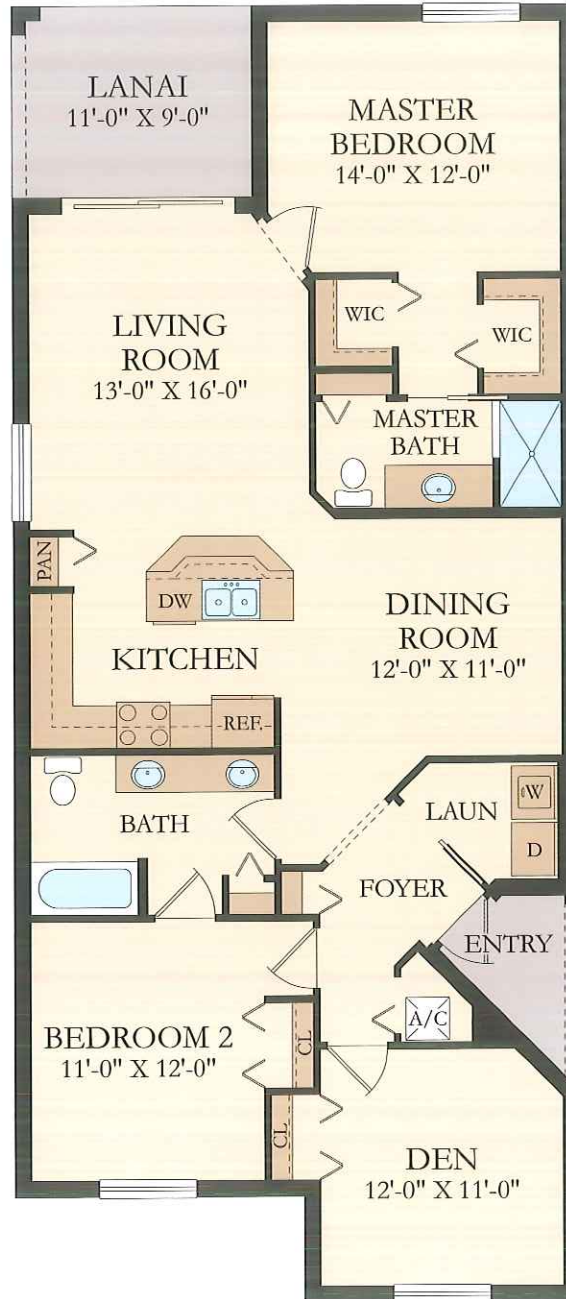 LANAI
11'-0" X 9'-0"
MASTER
BEDROOM
14'-0" X 12'-0"
WIC
WIC
LIVING
ROOM
13'-0" X 16'-0"
MASTER
BATH
PAN
DW
DINING
ROOM
12'-0" X 11'-0"
KITCHEN
REF.
BATH
LAUN
W
D
FOYER
ENTRY
A/C
BEDROOM 2
11'-0" X 12'-0"
CL
CL
DEN
12'-0" X 11'-0"